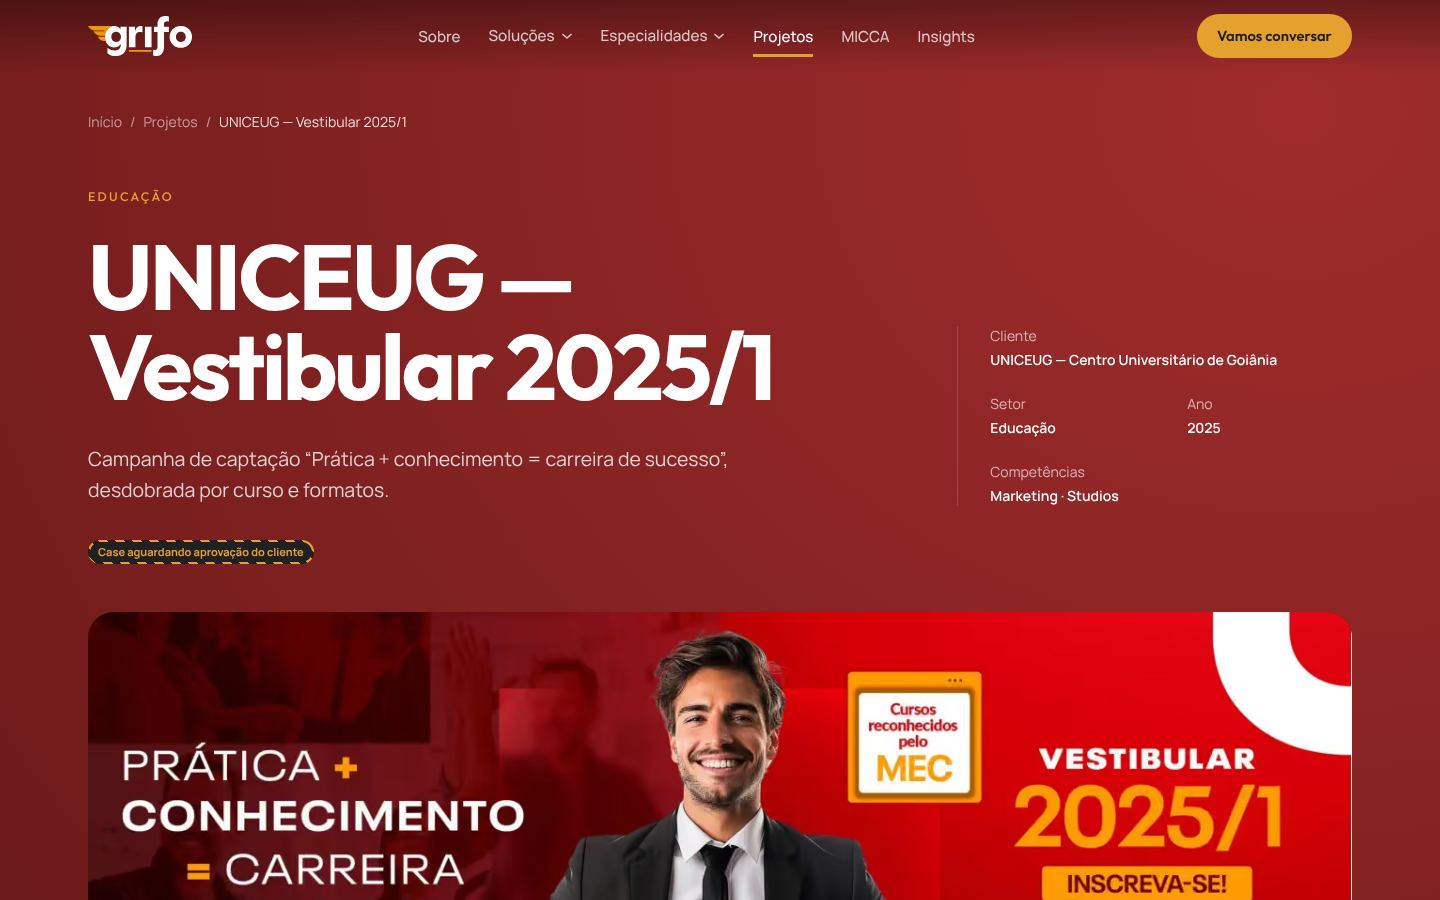 grifo
Sobre
Soluções
Especialidades
Projetos
MICCA
Insights
Vamos conversar
Início / Projetos / UNICEUG — Vestibular 2025/1
EDUCAÇÃO
UNICEUG —
Vestibular 2025/1
Campanha de captação “Prática + conhecimento = carreira de sucesso”,
desdobrada por curso e formatos.
Case aguardando aprovação do cliente
Cliente
UNICEUG — Centro Universitário de Goiânia
Setor
Educação
Ano
2025
Competências
Marketing · Studios
PRÁTICA +
CONHECIMENTO
= CARREIRA
Cursos
reconhecidos
pelo
MEC
VESTIBULAR
2025/1
INSCREVA-SE!